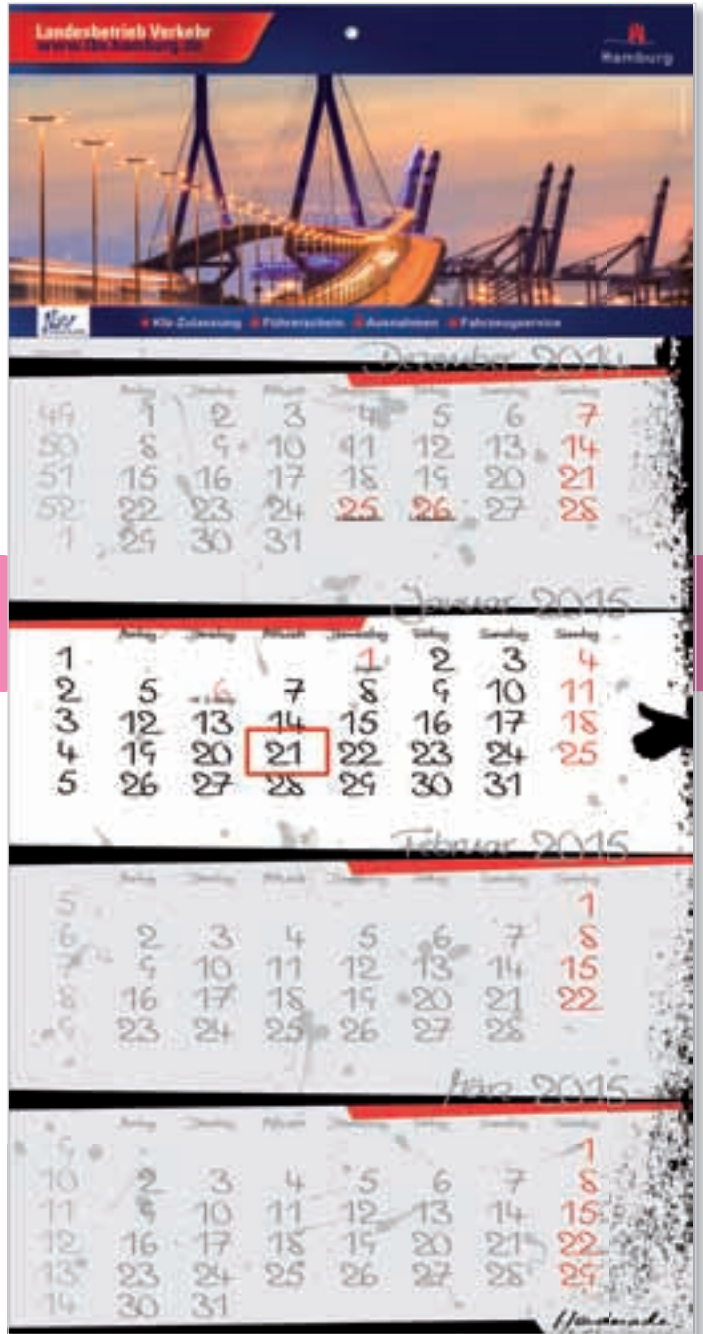 Landesbetrieb Verkehr
www.lbv.hamburg.de
Hamburg
Kfz-Zulassung Führerschein Ausnahmen Fahrzeugservice
Dezember 2014
49 1 2 3 4 5 6 7
50 8 9 10 11 12 13 14
51 15 16 17 18 19 20 21
52 22 23 24 25 26 27 28
1 29 30 31
Januar 2015
1 1 2 3 4
2 5 6 7 8 9 10 11
3 12 13 14 15 16 17 18
4 19 20 21 22 23 24 25
5 26 27 28 29 30 31
Februar 2015
5 1
6 2 3 4 5 6 7 8
7 9 10 11 12 13 14 15
8 16 17 18 19 20 21 22
9 23 24 25 26 27 28
März 2015
9 1
10 2 3 4 5 6 7 8
11 9 10 11 12 13 14 15
12 16 17 18 19 20 21 22
13 23 24 25 26 27 28 29
14 30 31